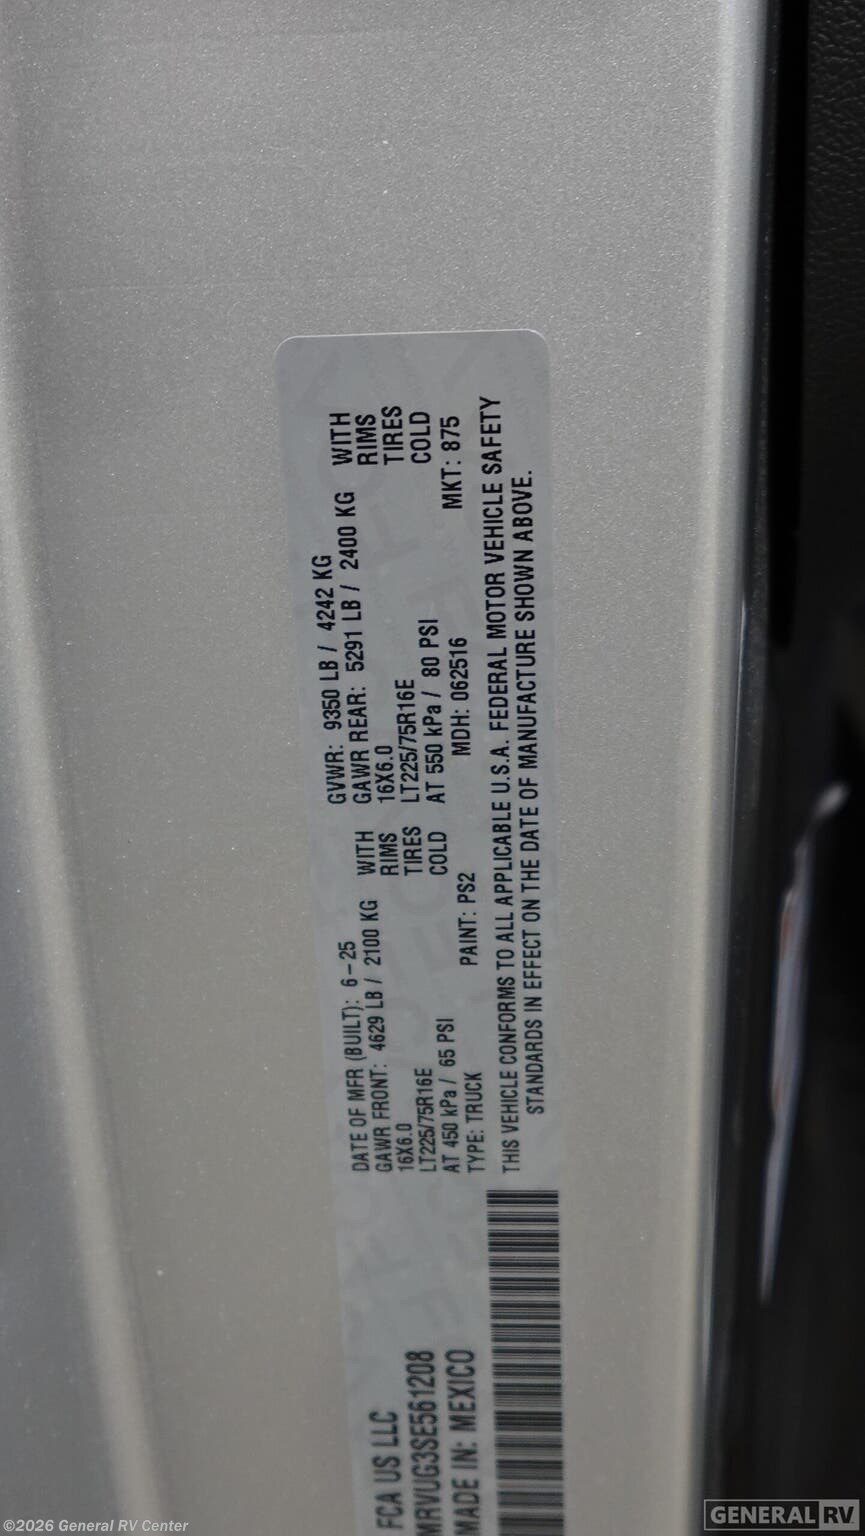 DATE OF MFR (BUILT): 6-25 GVWR: 9350 LB / 4242 KG
GAWR FRONT: 4629 LB / 2100 KG WITH GAWR REAR: 5291 LB / 2400 KG WITH
16X6.0 RIMS 16X6.0 RIMS
LT225/75R16E TIRES LT225/75R16E TIRES
AT 450 kPa / 65 PSI COLD AT 550 kPa / 80 PSI COLD
TYPE: TRUCK PAINT: PS2 MDH: 062516 MKT: 875
THIS VEHICLE CONFORMS TO ALL APPLICABLE U.S.A. FEDERAL MOTOR VEHICLE SAFETY
STANDARDS IN EFFECT ON THE DATE OF MANUFACTURE SHOWN ABOVE.
FCA US LLC
MRVUG3SE561208
MADE IN: MEXICO
©2026 General RV Center
GENERAL RV